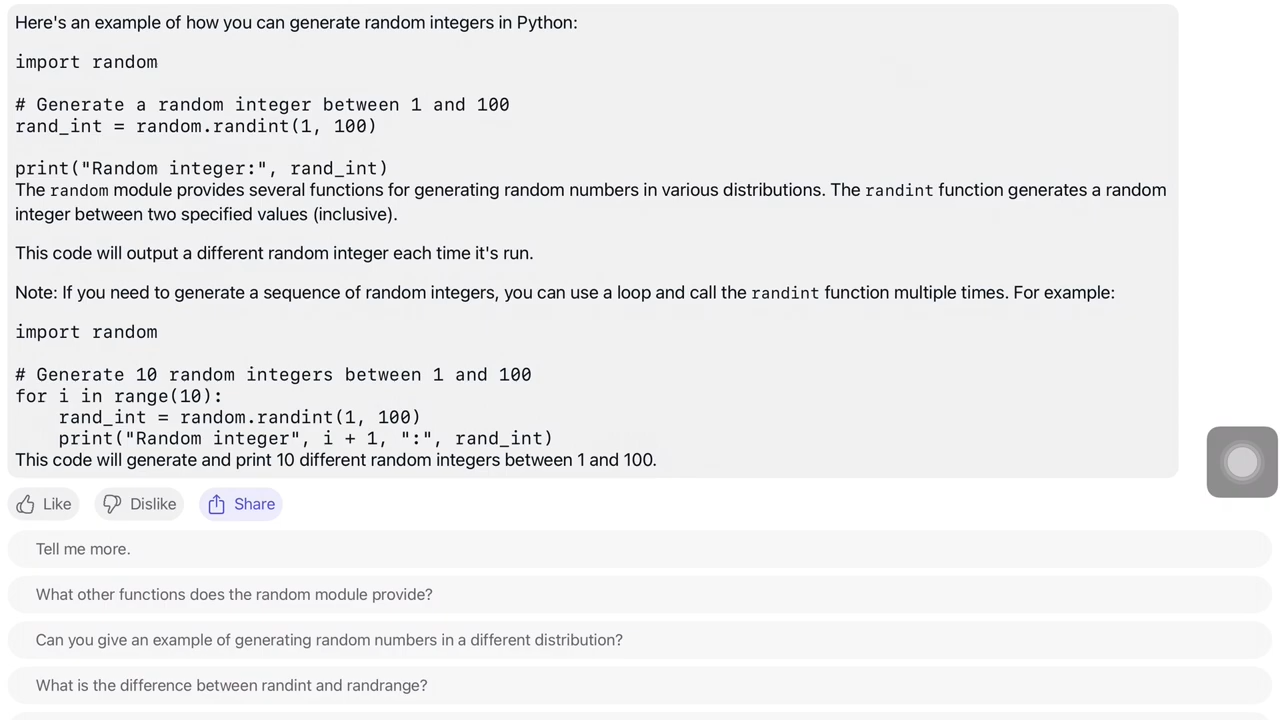 Here's an example of how you can generate random integers in Python:
import random
# Generate a random integer between 1 and 100
rand_int = random.randint(1, 100)
print("Random integer:", rand_int)
The random module provides several functions for generating random numbers in various distributions. The randint function generates a random
integer between two specified values (inclusive).
This code will output a different random integer each time it's run.
Note: If you need to generate a sequence of random integers, you can use a loop and call the randint function multiple times. For example:
import random
# Generate 10 random integers between 1 and 100
for i in range(10):
    rand_int = random.randint(1, 100)
    print("Random integer", i + 1, ":", rand_int)
This code will generate and print 10 different random integers between 1 and 100.
Like Dislike Share
Tell me more.
What other functions does the random module provide?
Can you give an example of generating random numbers in a different distribution?
What is the difference between randint and randrange?